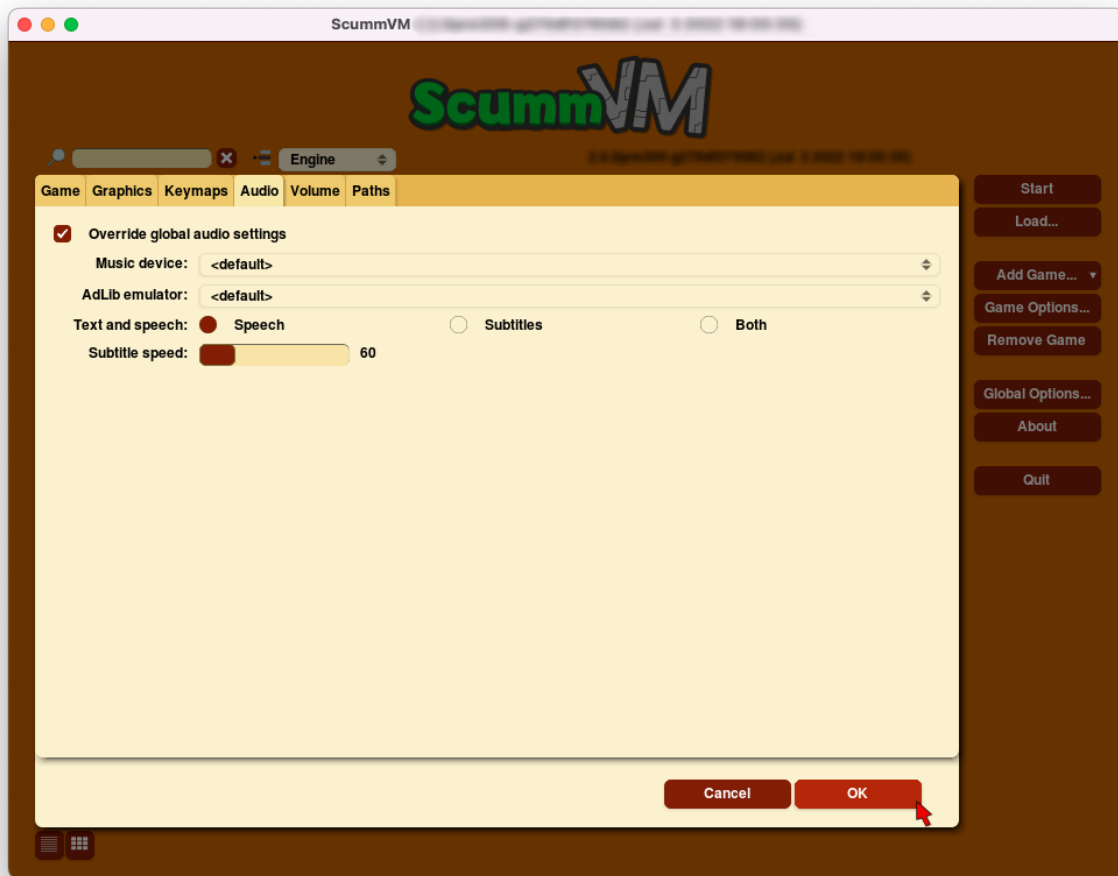 ScummVM
ScummVM
Engine
Game Graphics Keymaps Audio Volume Paths
Override global audio settings
Music device: <default>
AdLib emulator: <default>
Text and speech: Speech Subtitles Both
Subtitle speed: 60
Cancel OK
Start
Load...
Add Game...
Game Options...
Remove Game
Global Options...
About
Quit